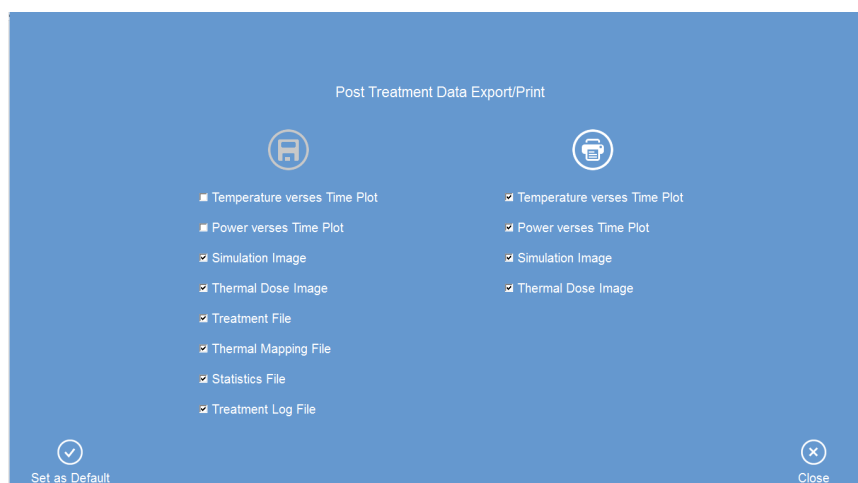 Post Treatment Data Export/Print
Temperature verses Time Plot
Power verses Time Plot
Simulation Image
Thermal Dose Image
Treatment File
Thermal Mapping File
Statistics File
Treatment Log File
Temperature verses Time Plot
Power verses Time Plot
Simulation Image
Thermal Dose Image
Set as Default
Close